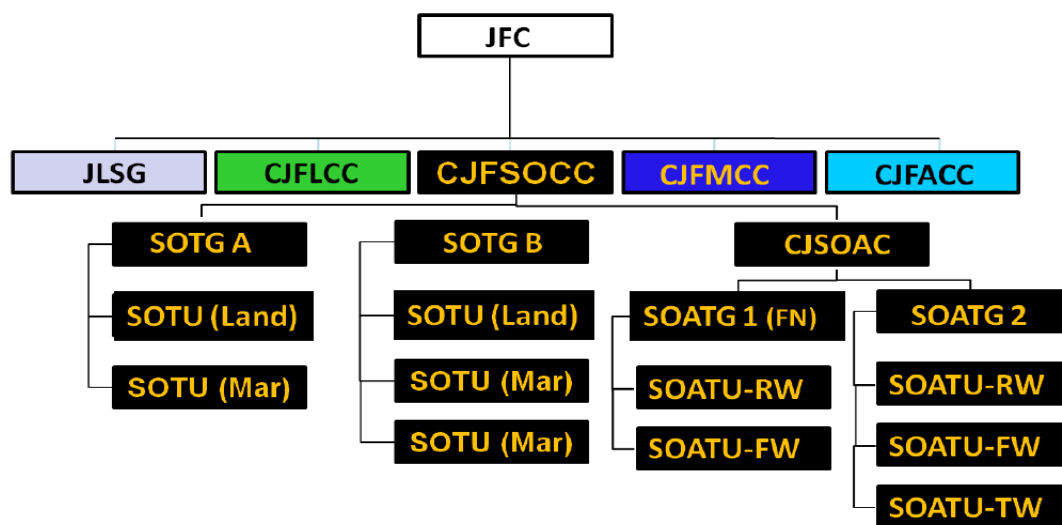 JFC
JLSG
CJFLCC
CJFSOCC
CJFMCC
CJFACC
SOTG A
SOTG B
CJSOAC
SOTU (Land)
SOTU (Land)
SOATG 1 (FN)
SOATG 2
SOTU (Mar)
SOTU (Mar)
SOATU-RW
SOATU-RW
SOTU (Mar)
SOATU-FW
SOATU-FW
SOATU-TW